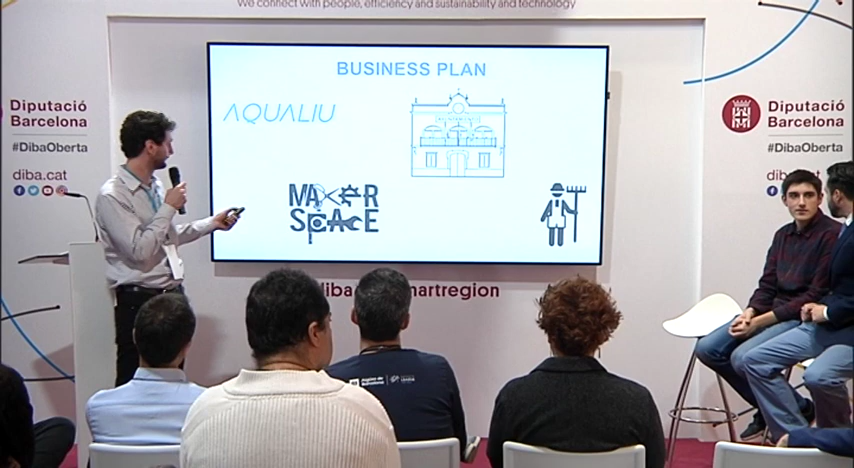 We connect with people, efficiency and sustainability and technology
BUSINESS PLAN
AQUALIU
MAKER
SPACE
Diputació
Barcelona
#DibaOberta
diba.cat
Diputació
Barcelona
#DibaOberta